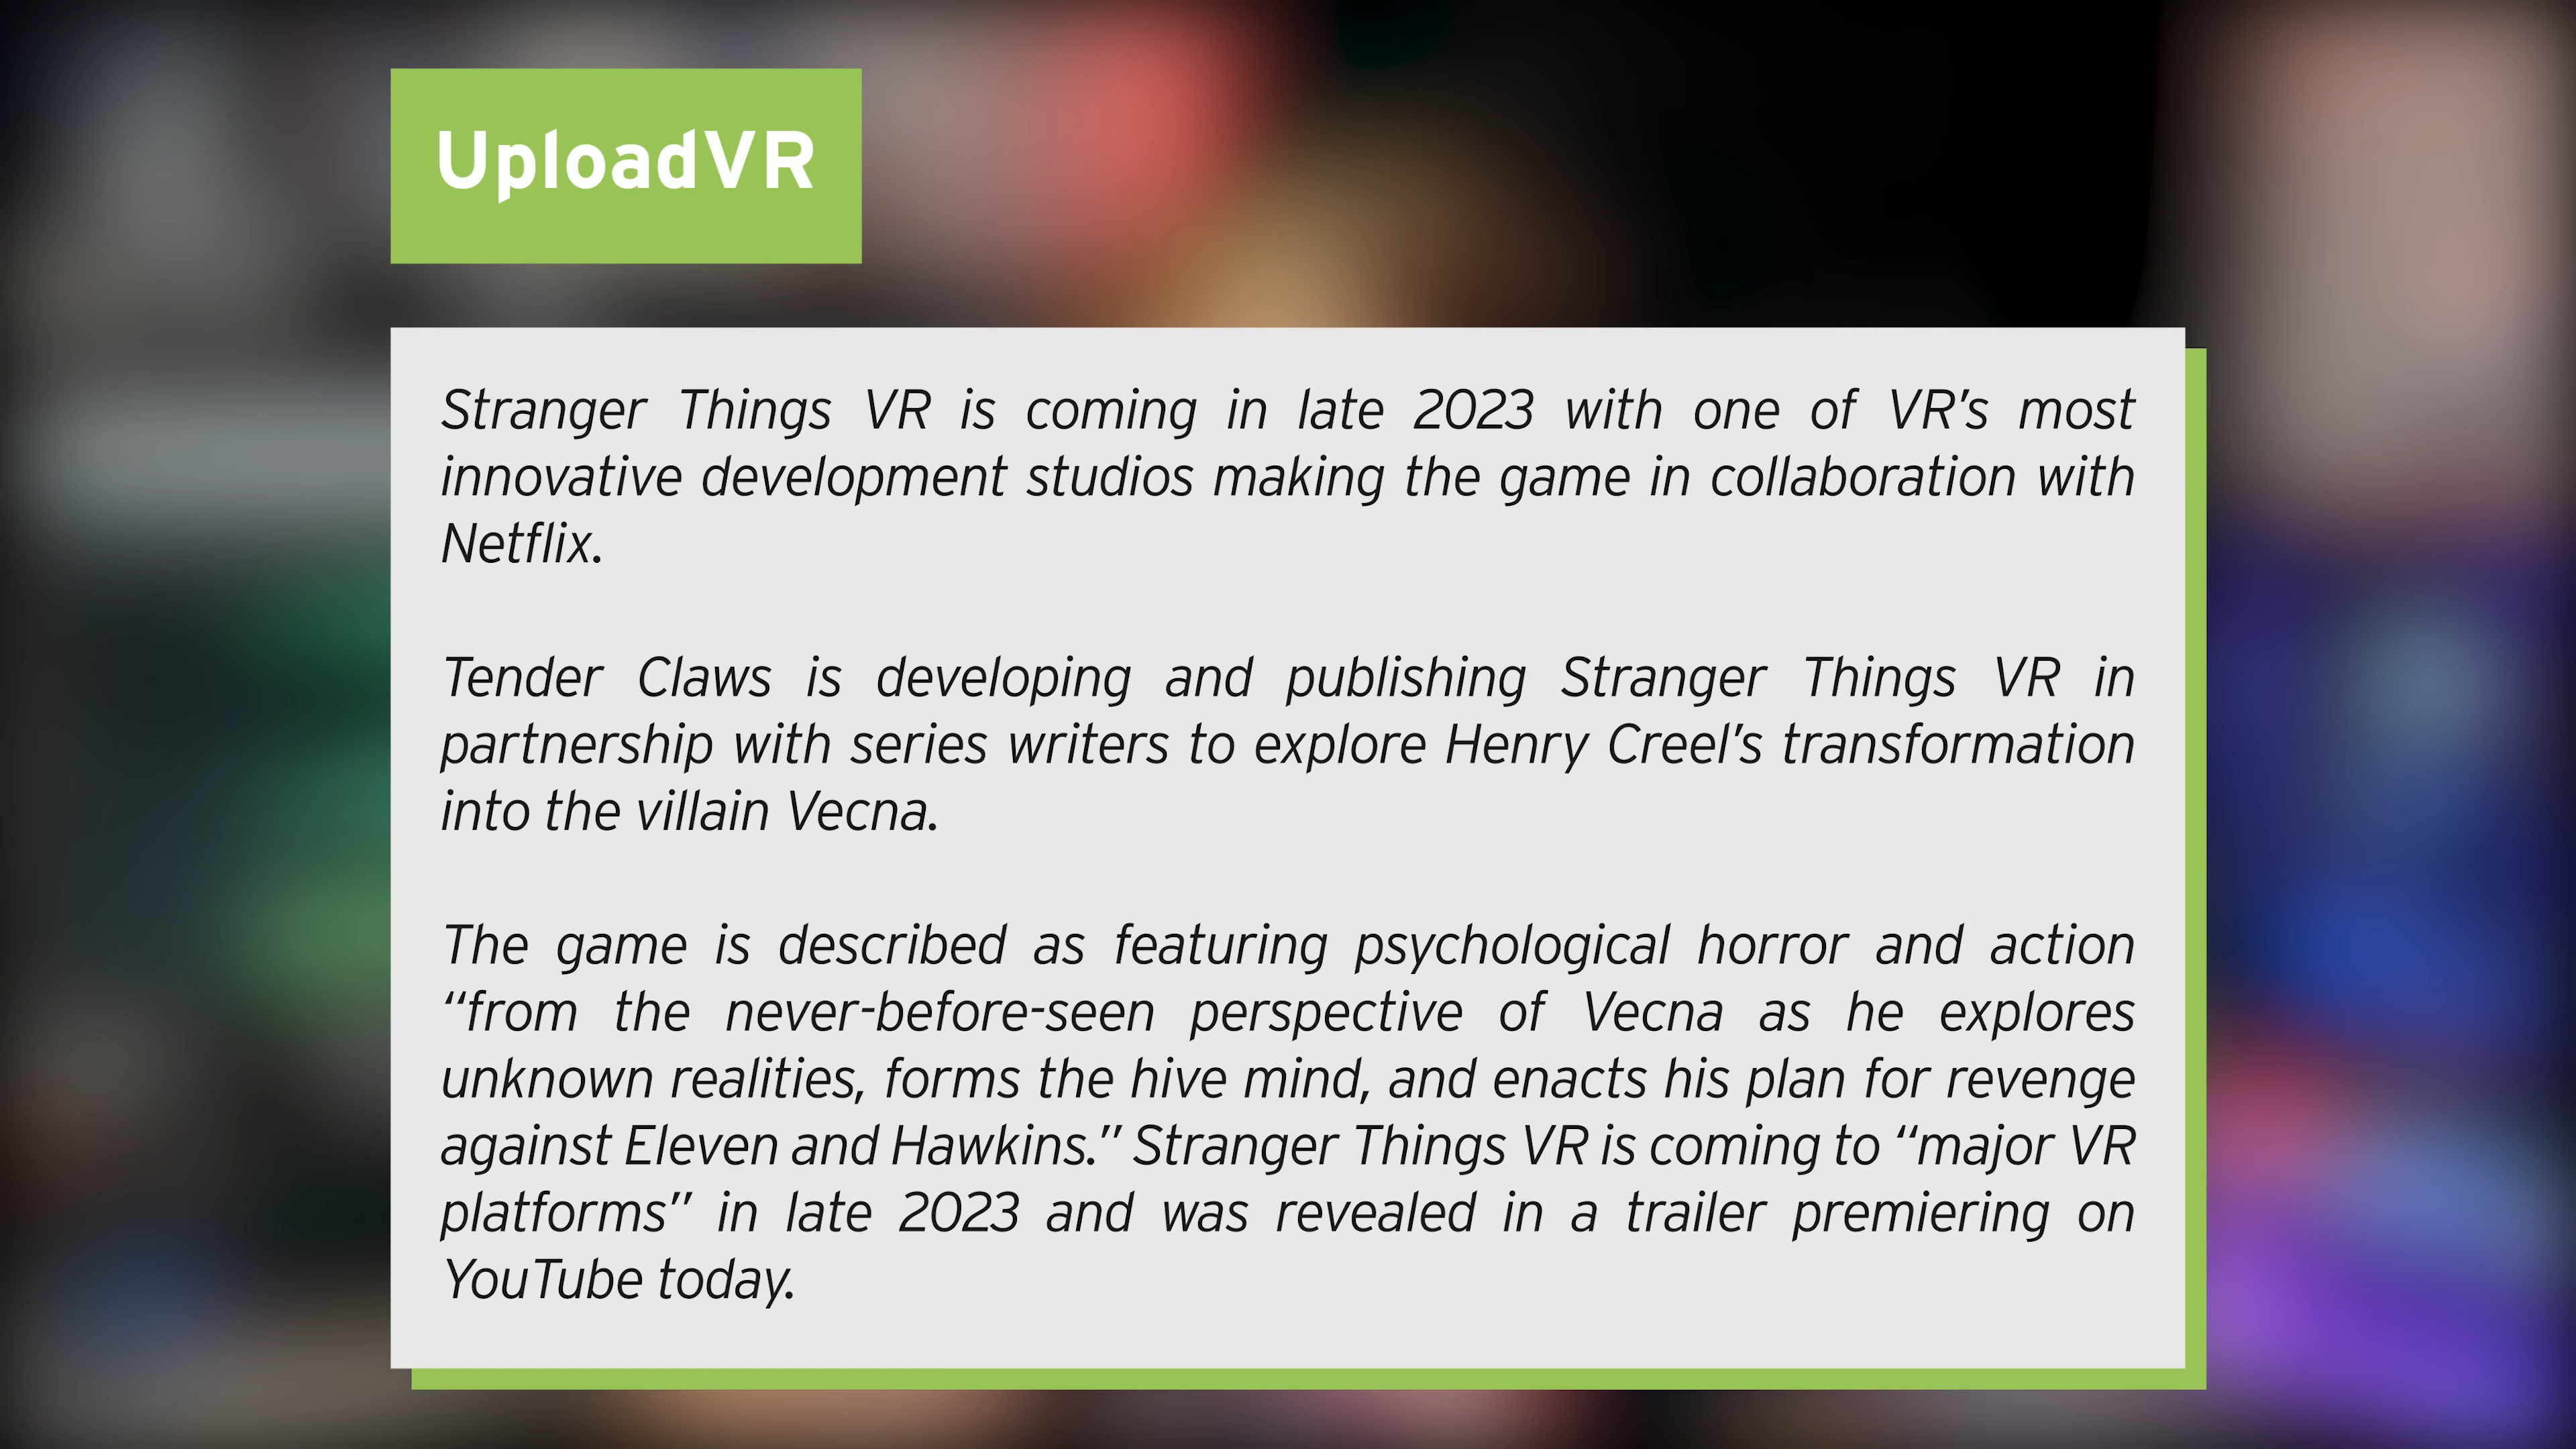 UploadVR
Stranger Things VR is coming in late 2023 with one of VR’s most
innovative development studios making the game in collaboration with
Netflix.
Tender Claws is developing and publishing Stranger Things VR in
partnership with series writers to explore Henry Creel’s transformation
into the villain Vecna.
The game is described as featuring psychological horror and action
“from the never-before-seen perspective of Vecna as he explores
unknown realities, forms the hive mind, and enacts his plan for revenge
against Eleven and Hawkins.” Stranger Things VR is coming to “major VR
platforms” in late 2023 and was revealed in a trailer premiering on
YouTube today.